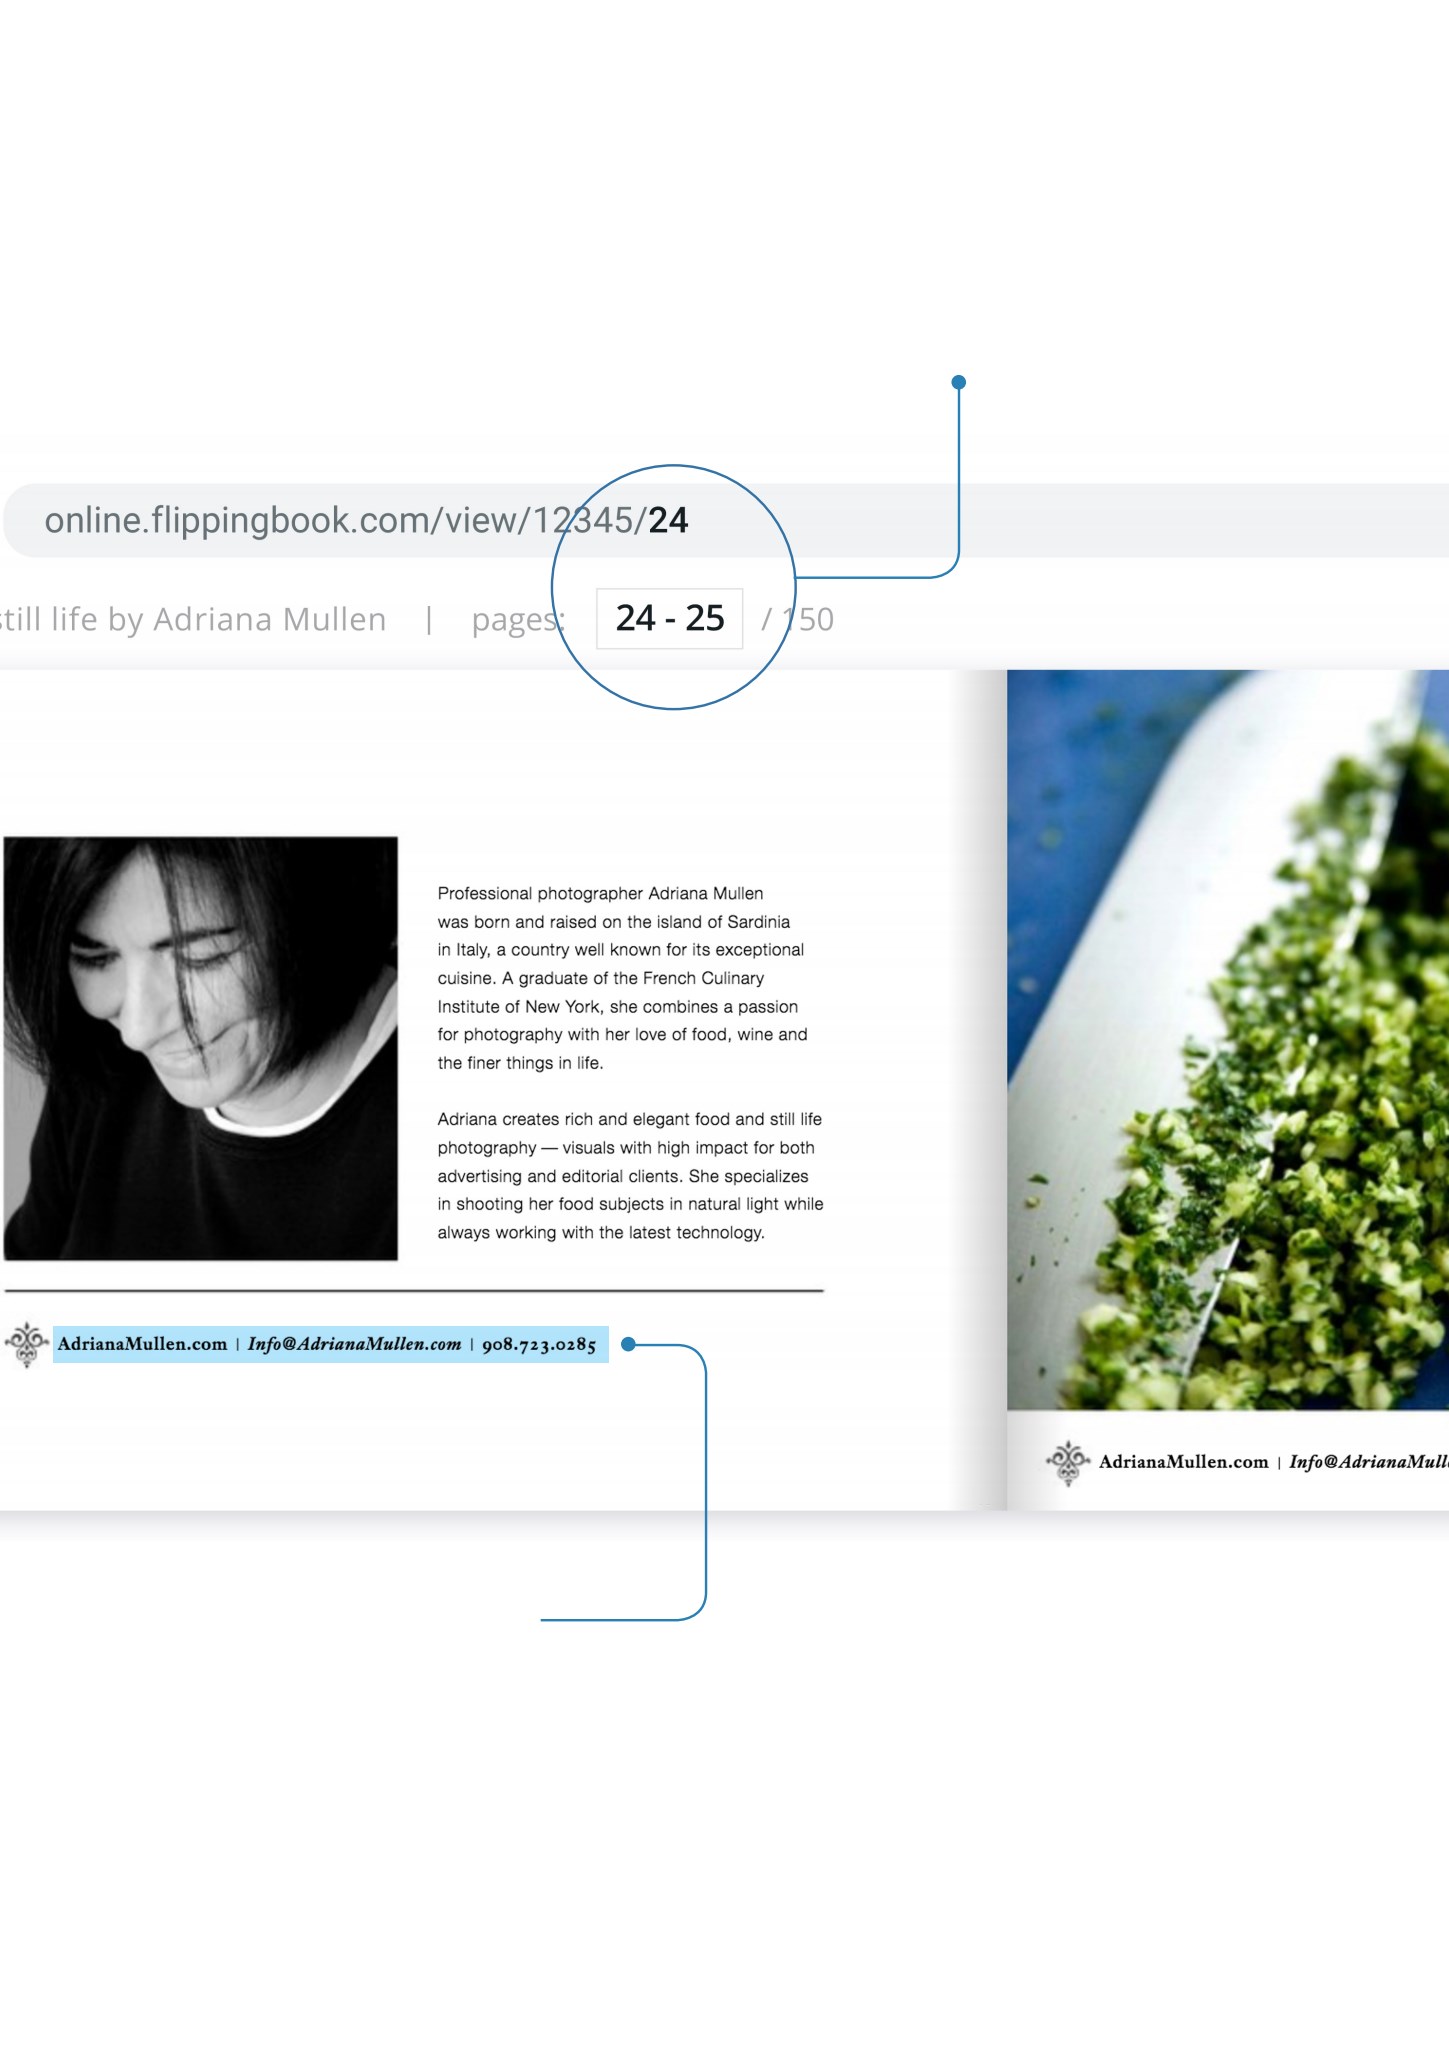 online.flippingbook.com/view/12345/24
still life by Adriana Mullen | pages: 24 - 25 / 150
Professional photographer Adriana Mullen
was born and raised on the island of Sardinia
in Italy, a country well known for its exceptional
cuisine. A graduate of the French Culinary
Institute of New York, she combines a passion
for photography with her love of food, wine and
the finer things in life.
Adriana creates rich and elegant food and still life
photography — visuals with high impact for both
advertising and editorial clients. She specializes
in shooting her food subjects in natural light while
always working with the latest technology.
AdrianaMullen.com | Info@AdrianaMullen.com | 908.723.0285
AdrianaMullen.com | Info@AdrianaMull